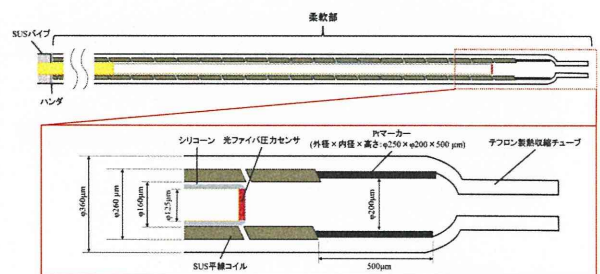 柔軟部
SUSパイプ
ハンダ
シリコーン
光ファイバ圧力センサ
Ptマーカー
(外径×内径×高さ:φ250×φ200×500 μm)
テフロン製熱収縮チューブ
φ360μm
φ260μm
φ160μm
φ125μm
φ200μm
SUS平線コイル
500μm